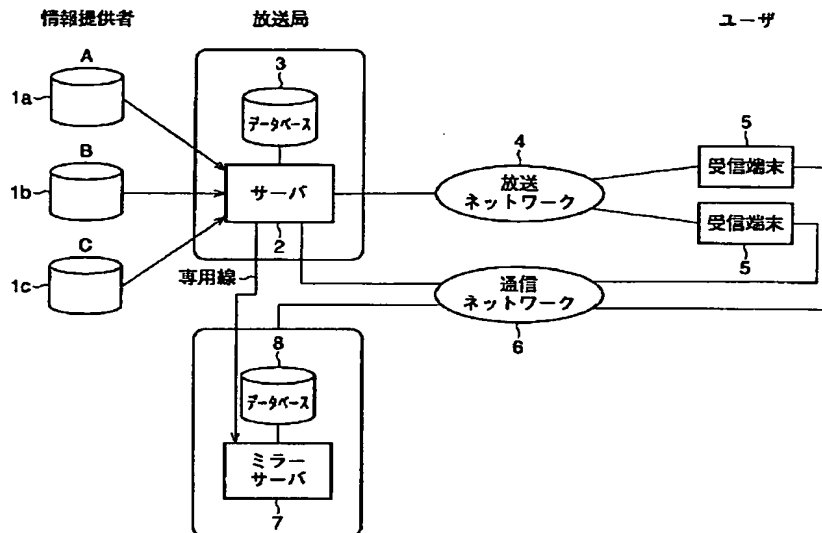 情報提供者
放送局
ユーザ
A
1a
B
1b
C
1c
3
データベース
サーバ
2
専用線
4
放送
ネットワーク
5
受信端末
受信端末
5
通信
ネットワーク
6
8
データベース
ミラー
サーバ
7